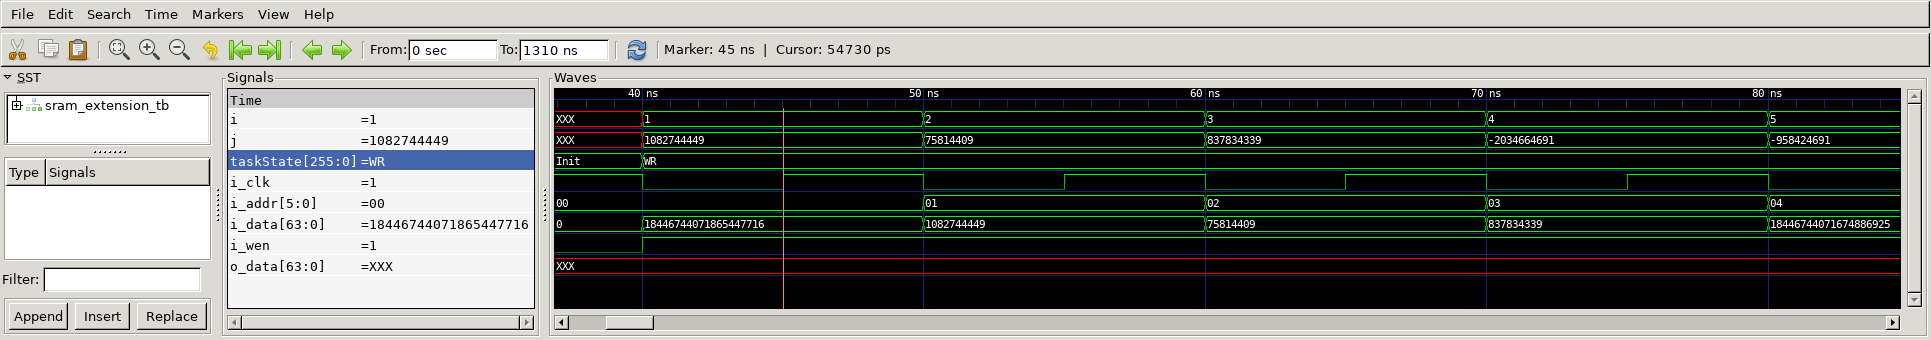 File Edit Search Time Markers View Help
From: 0 sec To: 1310 ns Marker: 45 ns | Cursor: 54730 ps
SST
sram_extension_tb
Type Signals
Filter:
Append Insert Replace
Signals
Time
i =1
j =1082744449
taskState[255:0] =WR
i_clk =1
i_addr[5:0] =00
i_data[63:0] =18446744071865447716
i_wen =1
o_data[63:0] =XXX
Waves
40 ns 50 ns 60 ns 70 ns 80 ns
XXX 1 2 3 4 5
XXX 1082744449 75814409 837834339 -2034664691 -958424691
Init WR
00 01 02 03 04
0 18446744071865447716 1082744449 75814409 837834339 18446744071674886925
XXX